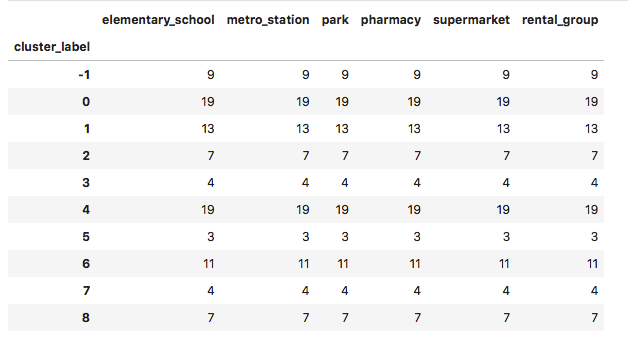 elementary_school metro_station park pharmacy supermarket rental_group
cluster_label
-1 9 9 9 9 9 9
0 19 19 19 19 19 19
1 13 13 13 13 13 13
2 7 7 7 7 7 7
3 4 4 4 4 4 4
4 19 19 19 19 19 19
5 3 3 3 3 3 3
6 11 11 11 11 11 11
7 4 4 4 4 4 4
8 7 7 7 7 7 7